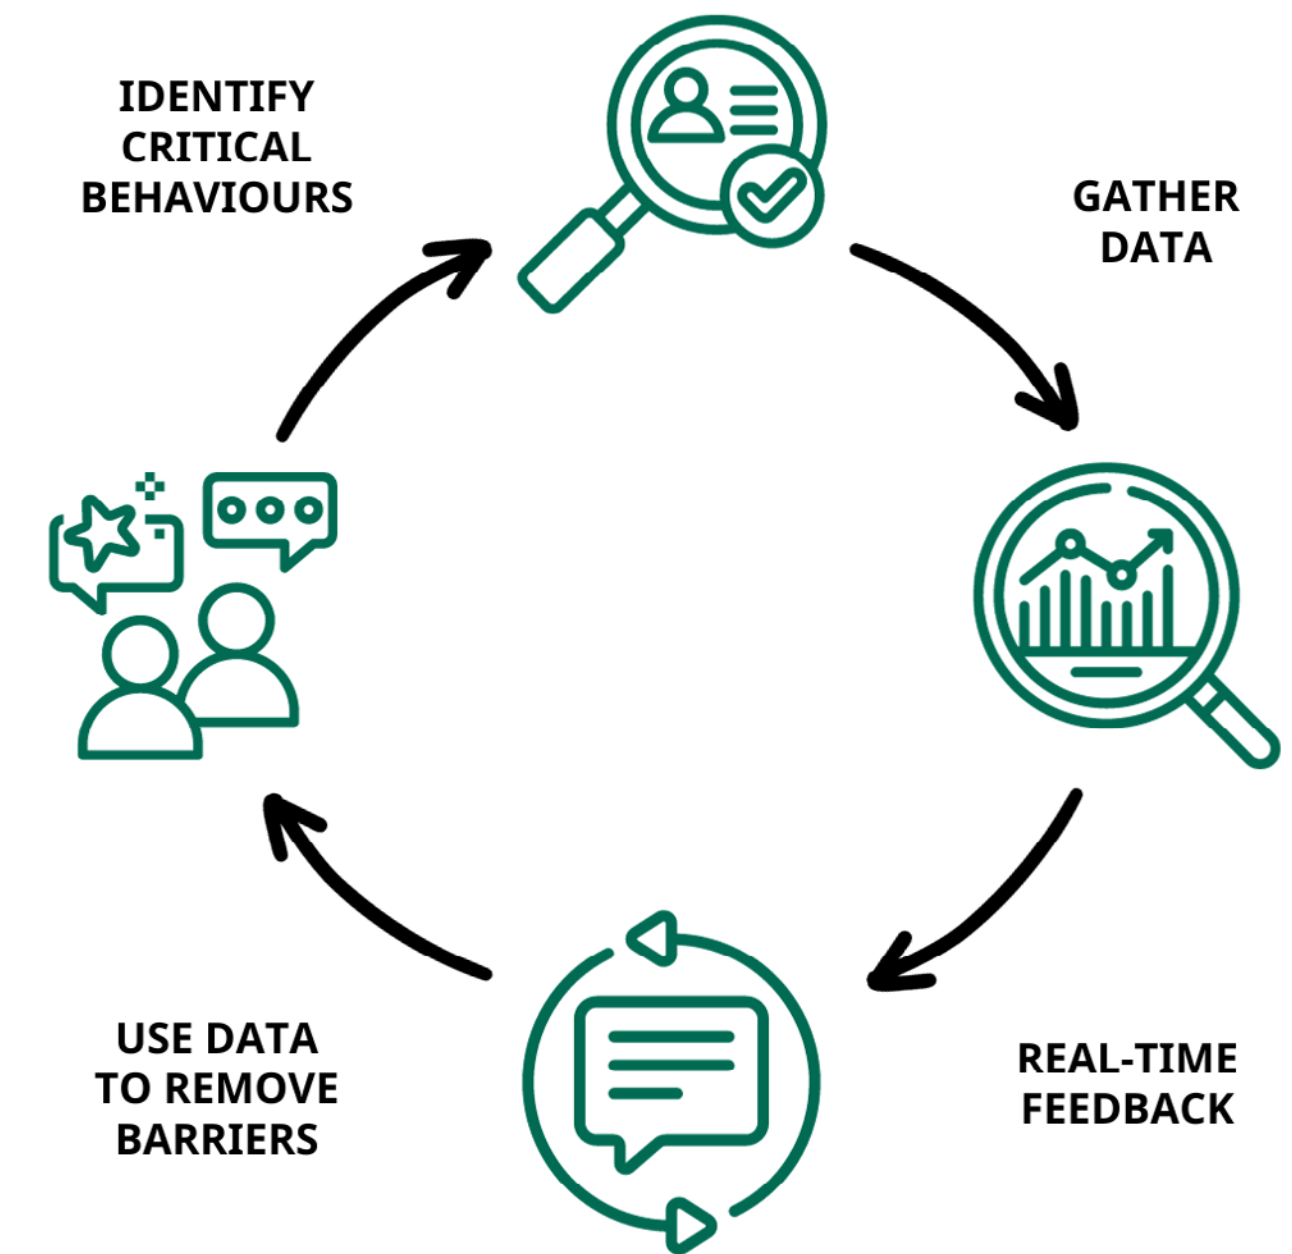 IDENTIFY
CRITICAL
BEHAVIOURS
GATHER
DATA
REAL-TIME
FEEDBACK
USE DATA
TO REMOVE
BARRIERS